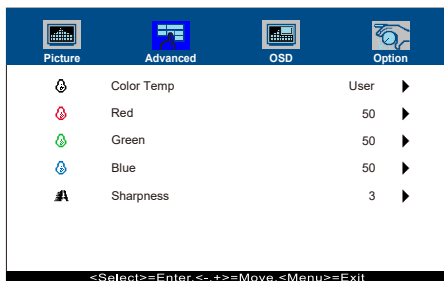 Picture Advanced OSD Option
Color Temp User
Red 50
Green 50
Blue 50
Sharpness 3
<Select>=Enter,<-,+>=Move,<Menu>=Exit